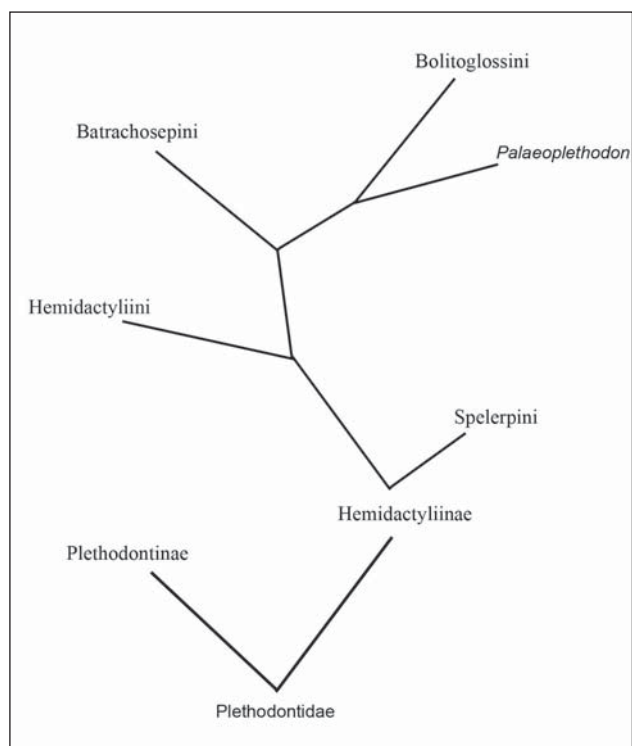 Bolitoglossini
Batrachosepini
Palaeoplethodon
Hemidactyliini
Spelerpini
Hemidactyliinae
Plethodontinae
Plethodontidae